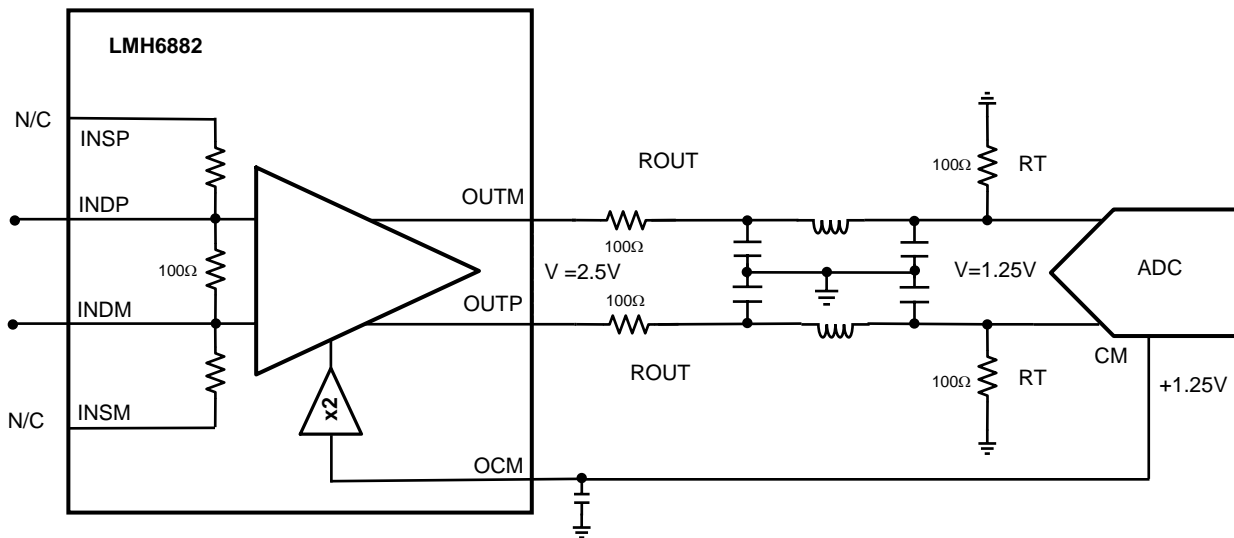 LMH6882
N/C
INSP
ROUT
100Ω
RT
INDP
OUTM
100Ω
100Ω
V =2.5V
V=1.25V
ADC
INDM
OUTP
100Ω
ROUT
CM
100Ω
RT
+1.25V
N/C
INSM
x2
OCM